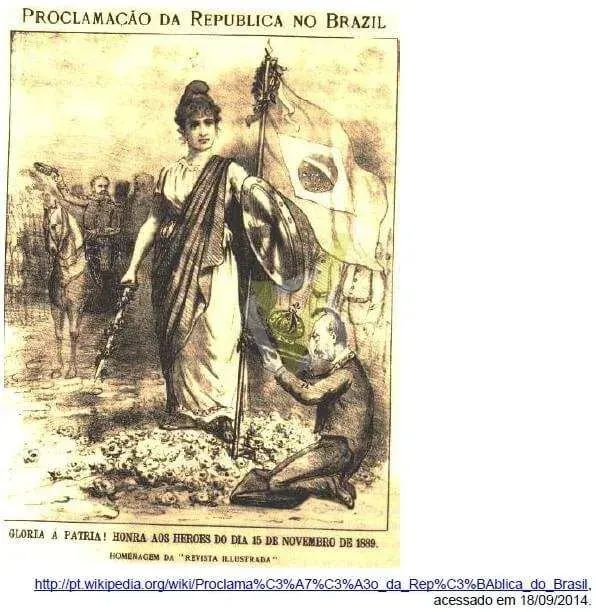 PROCLAMAÇÃO DA REPUBLICA NO BRAZIL
GLORIA A PATRIA! HONRA AOS HEROES DO DIA 15 DE NOVEMBRO DE 1889.
HOMENAGEM DA "REVISTA ILLUSTRADA"
http://pt.wikipedia.org/wiki/Proclama%C3%A7%C3%A3o_da_Rep%C3%BAblica_do_Brasil,
acessado em 18/09/2014.